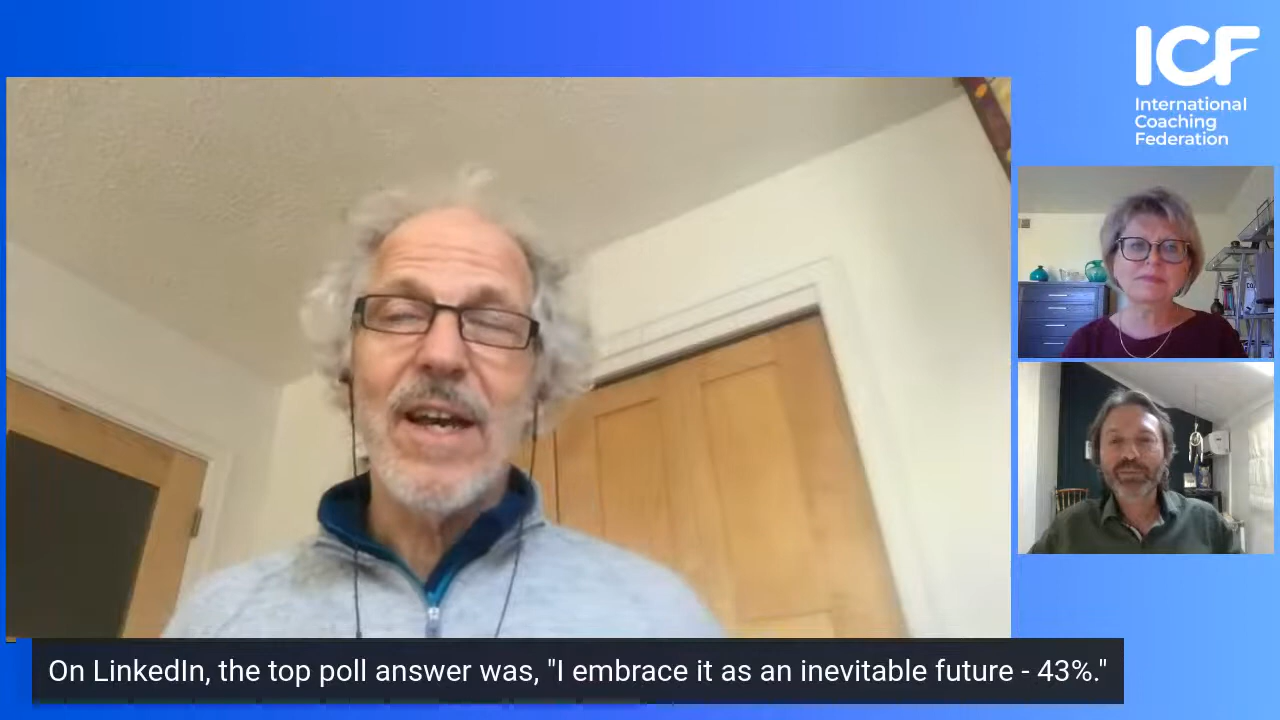 ICF
International
Coaching
Federation
On LinkedIn, the top poll answer was, "I embrace it as an inevitable future - 43%."